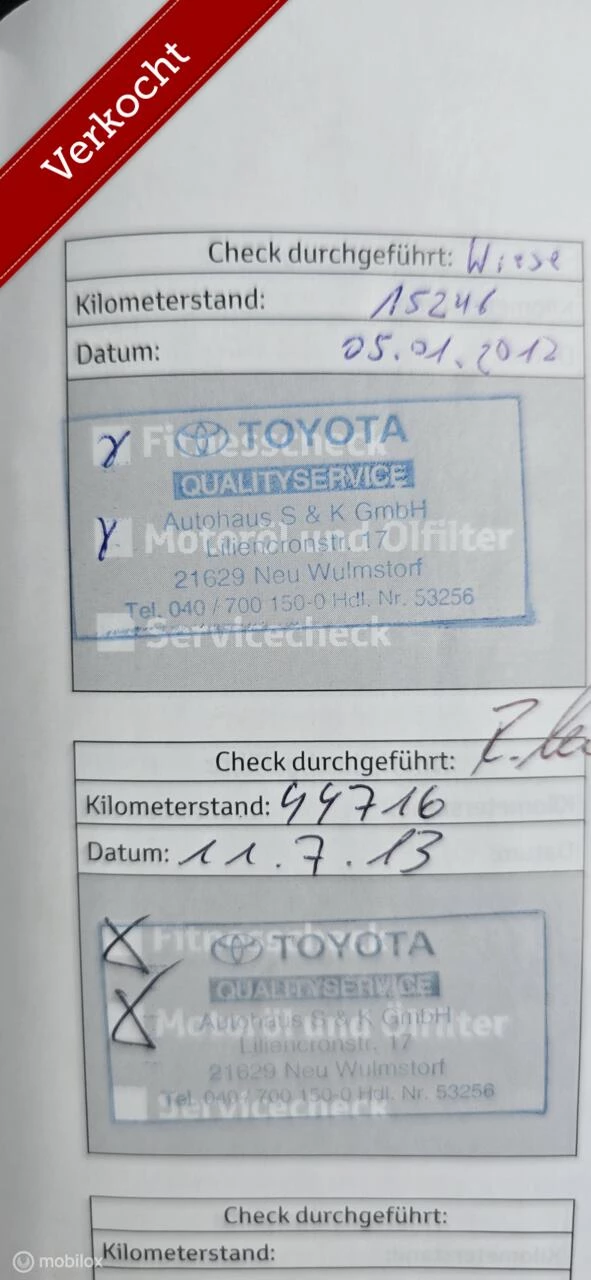 Verkocht
Check durchgeführt: Wiese
Kilometerstand: 15246
Datum: 05.01.2012
Fitnesscheck
TOYOTA
QUALITYSERVICE
Autohaus S & K GmbH
Motoröl und Ölfilter
Liliencronstr. 17
21629 Neu Wulmstorf
Tel. 040 / 700 150-0 Hdl. Nr. 53256
Servicecheck
Check durchgeführt:
Kilometerstand: 44716
Datum: 11.7.13
Fitnesscheck
TOYOTA
QUALITYSERVICE
Autohaus S & K GmbH
Motoröl und Ölfilter
Liliencronstr. 17
21629 Neu Wulmstorf
Tel. 040 / 700 150-0 Hdl. Nr. 53256
Servicecheck
Check durchgeführt:
Kilometerstand:
mobilox